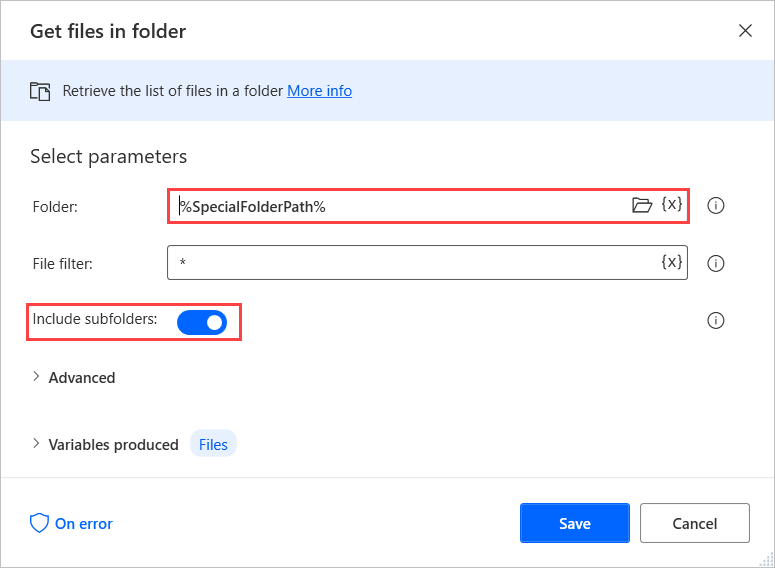 Get files in folder
Retrieve the list of files in a folder More info
Select parameters
Folder: %SpecialFolderPath% {x}
File filter: * {x}
Include subfolders:
Advanced
Variables produced Files
On error Save Cancel